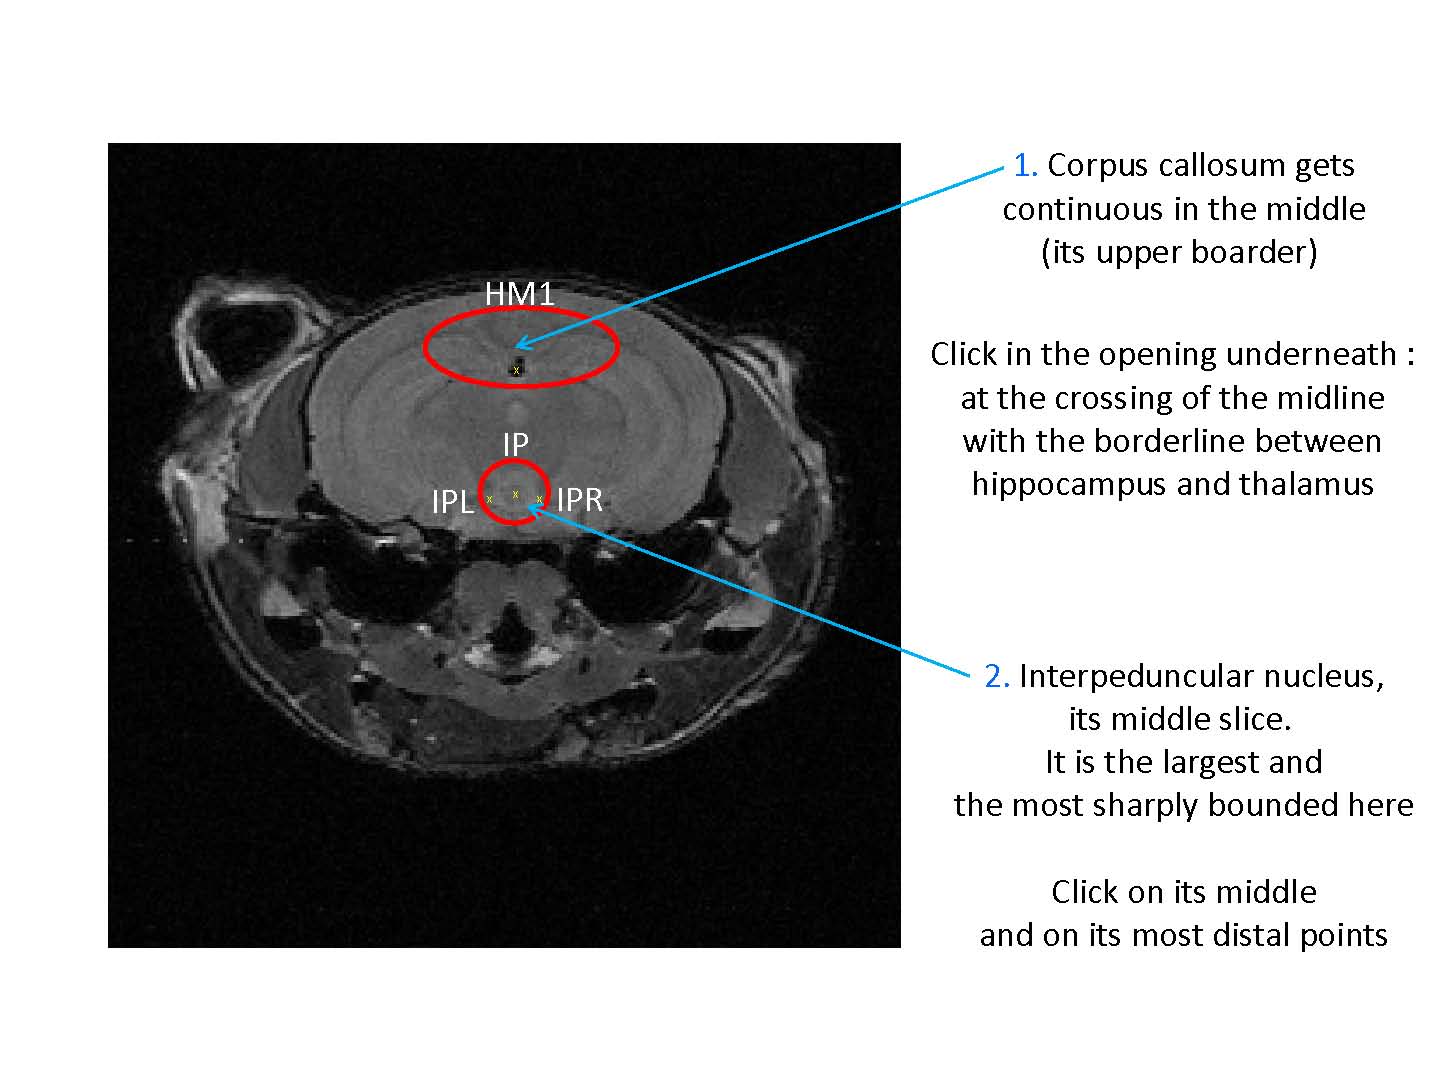 1. Corpus callosum gets
continuous in the middle
(its upper boarder)
HM1
Click in the opening underneath :
at the crossing of the midline
with the borderline between
hippocampus and thalamus
x
IP
IPL x x x IPR
2. Interpeduncular nucleus,
its middle slice.
It is the largest and
the most sharply bounded here
Click on its middle
and on its most distal points